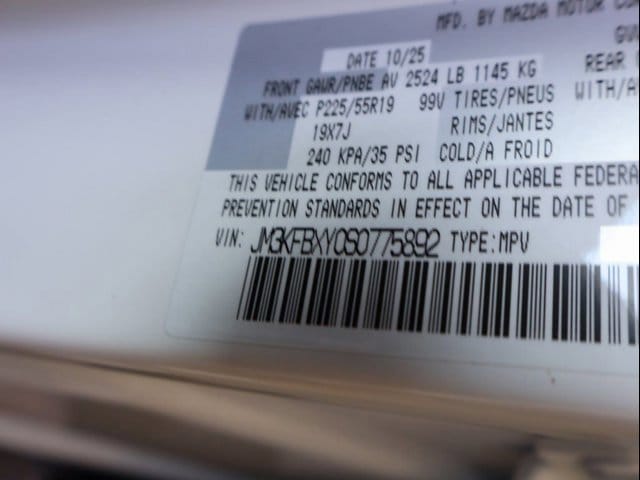 MFD. BY MAZDA MOTOR
DATE 10/25
FRONT GAWR/PNBE AV 2524 LB 1145 KG REAR
WITH/AVEC P225/55R19 99V TIRES/PNEUS WITH/A
19X7J RIMS/JANTES
240 KPA/35 PSI COLD/A FROID
THIS VEHICLE CONFORMS TO ALL APPLICABLE FEDERA
PREVENTION STANDARDS IN EFFECT ON THE DATE OF
VIN: JM3KFBXY0S0775892 TYPE:MPV